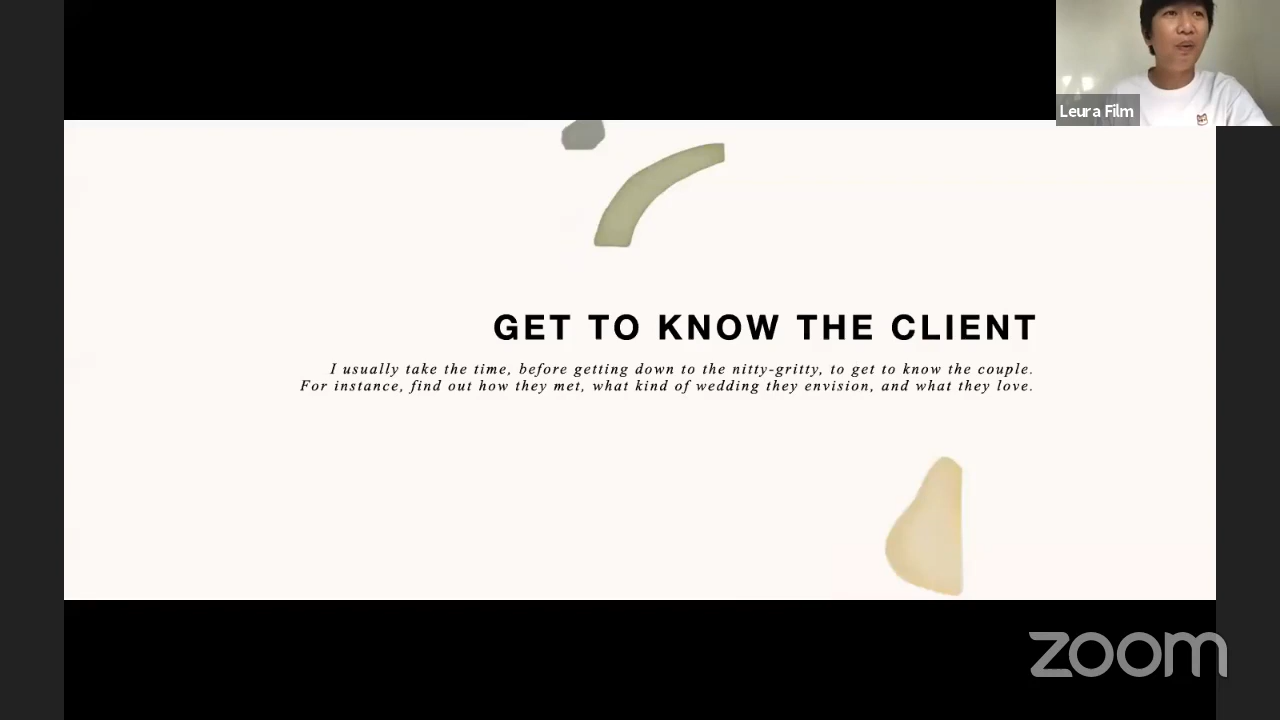 Leura Film
GET TO KNOW THE CLIENT
I usually take the time, before getting down to the nitty-gritty, to get to know the couple.
For instance, find out how they met, what kind of wedding they envision, and what they love.
zoom